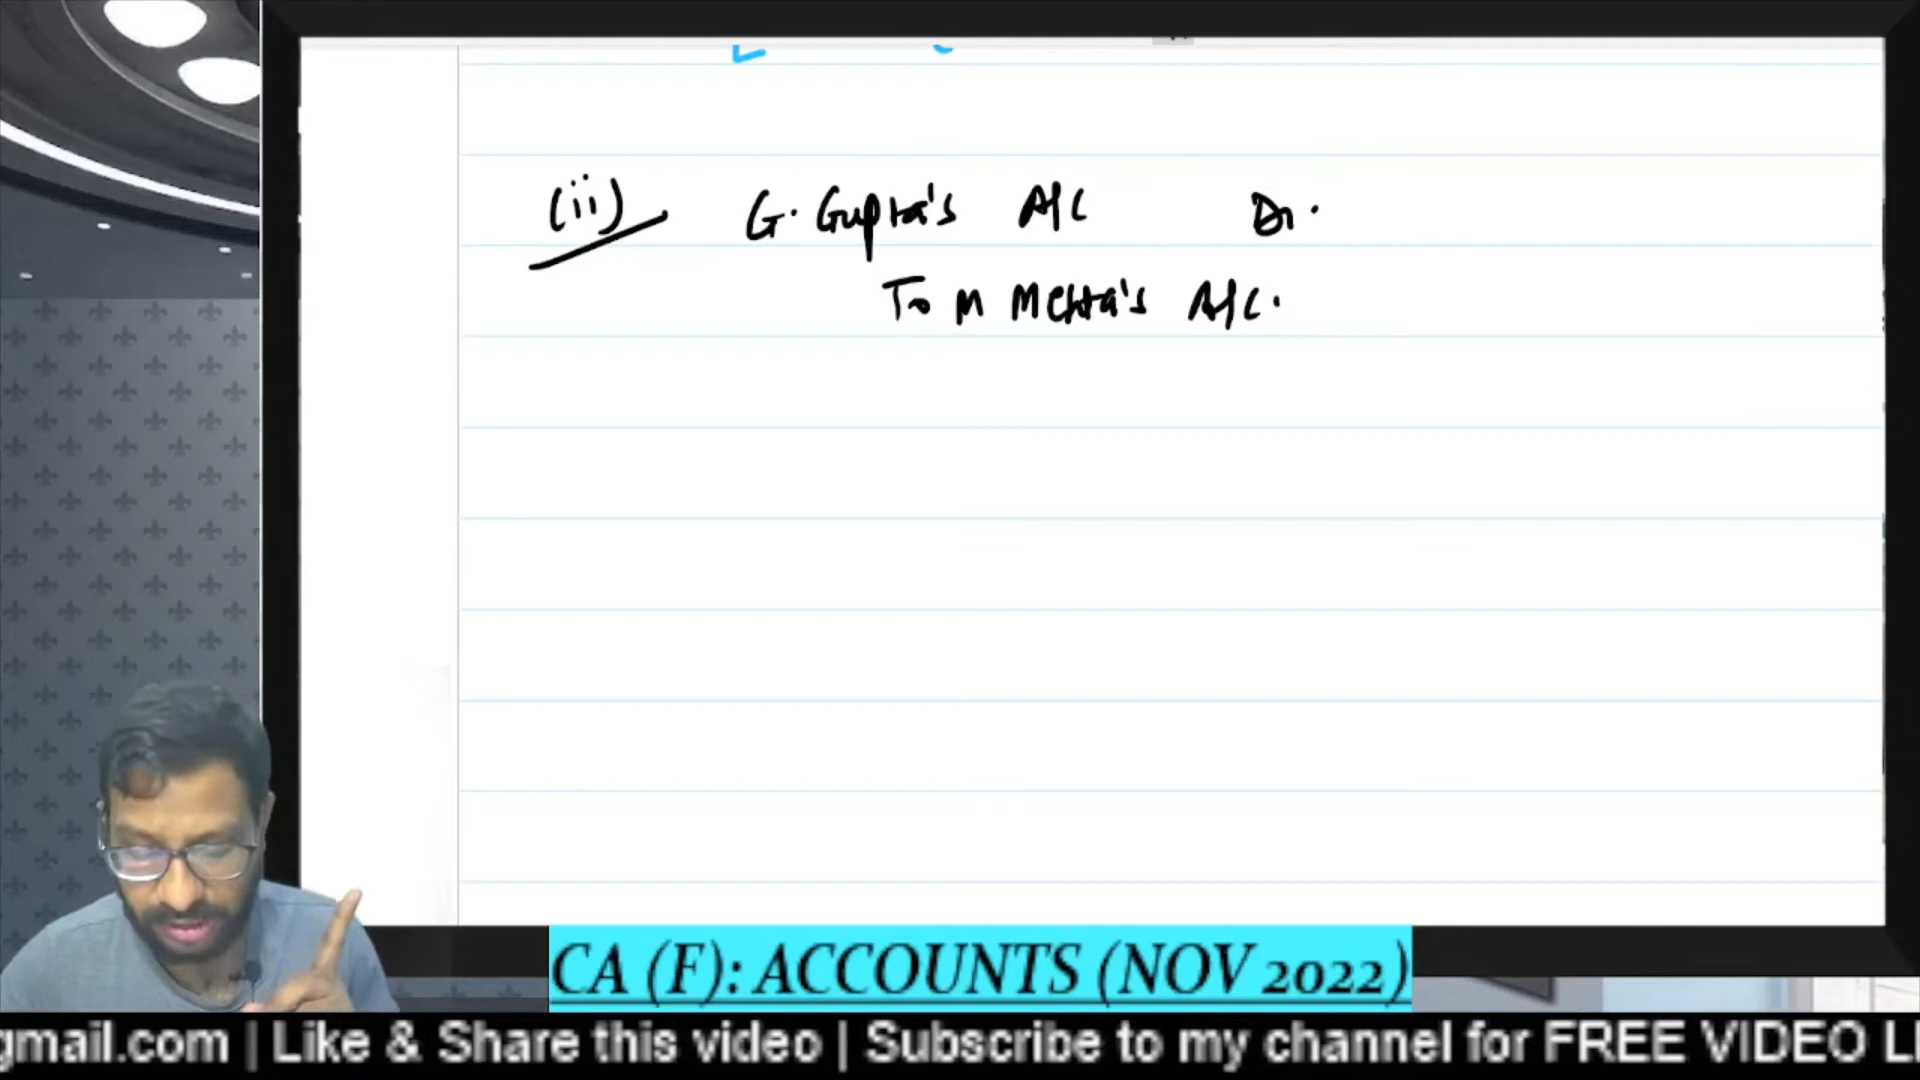 (ii) G. Gupta's A/C Dr.
To M Mehta's A/C.
CA (F): ACCOUNTS (NOV 2022)
gmail.com | Like & Share this video | Subscribe to my channel for FREE VIDEO